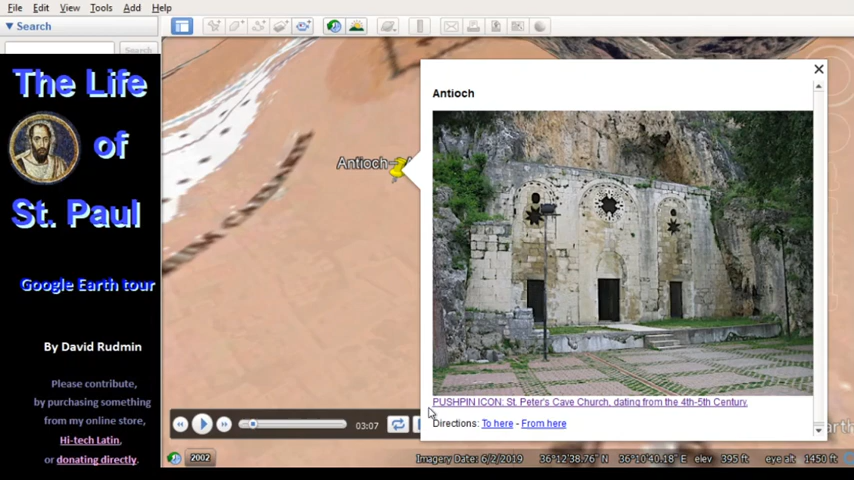 File Edit View Tools Add Help
Search
Search
The Life
of
St. Paul
Google Earth tour
By David Rudmin
Please contribute,
by purchasing something
from my online store,
Hi-tech Latin,
or donating directly.
Antioch
Antioch
PUSHPIN ICON: St. Peter's Cave Church, dating from the 4th-5th Century.
Directions: To here - From here
03:07
2002
Imagery Date: 6/2/2019 36°12'38.76" N 36°10'40.18" E elev 395 ft eye alt 1450 ft